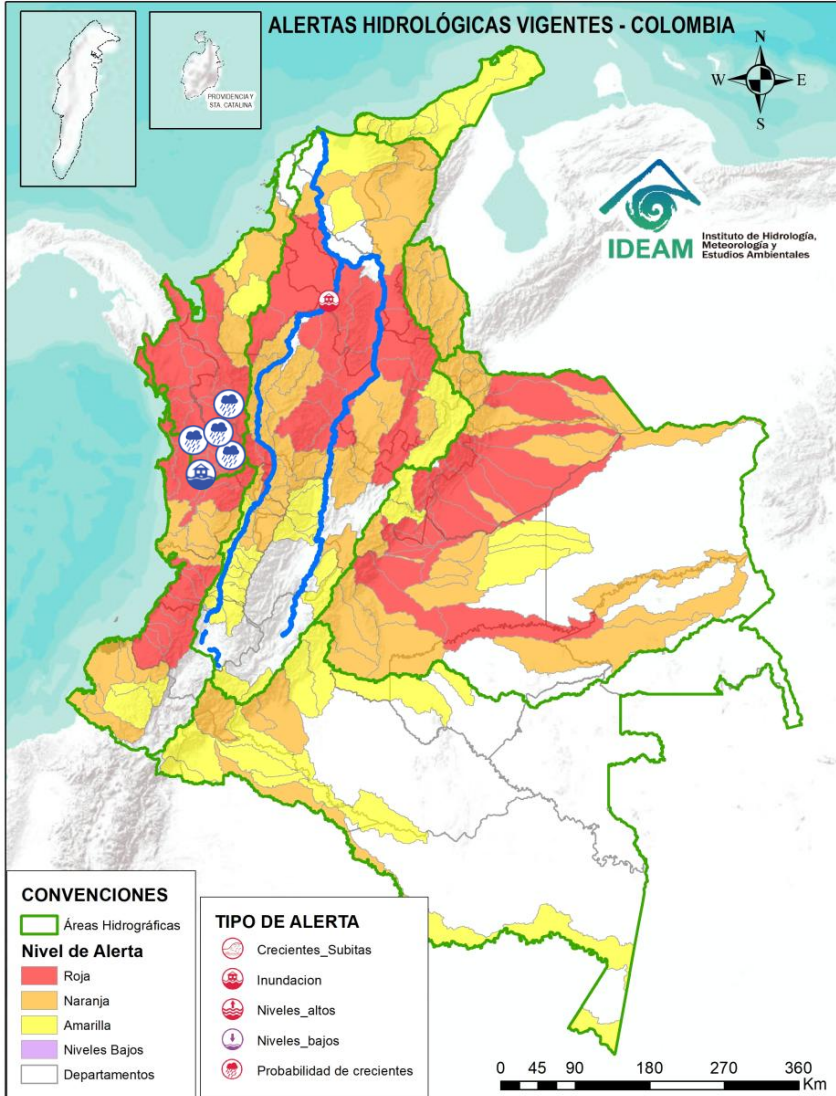 ALERTAS HIDROLÓGICAS VIGENTES - COLOMBIA
PROVIDENCIA Y
STA. CATALINA
N
W
E
S
IDEAM
Instituto de Hidrología,
Meteorología y
Estudios Ambientales
CONVENCIONES
Áreas Hidrográficas
Nivel de Alerta
Roja
Naranja
Amarilla
Niveles Bajos
Departamentos
TIPO DE ALERTA
Crecientes_Subitas
Inundacion
Niveles_altos
Niveles_bajos
Probabilidad de crecientes
0 45 90 180 270 360
Km